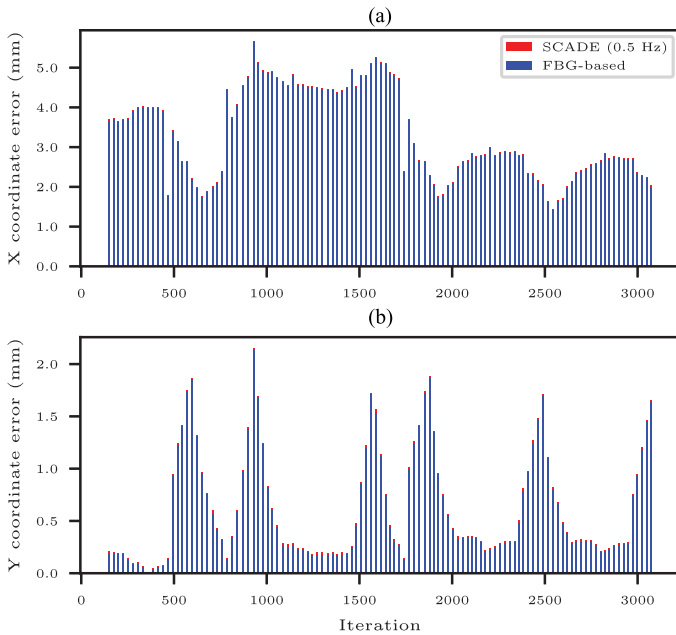 (a)
X coordinate error (mm)
5.0
4.0
3.0
2.0
1.0
0.0
SCADE (0.5 Hz)
FBG-based
0 500 1000 1500 2000 2500 3000
(b)
Y coordinate error (mm)
2.0
1.5
1.0
0.5
0.0
0 500 1000 1500 2000 2500 3000
Iteration